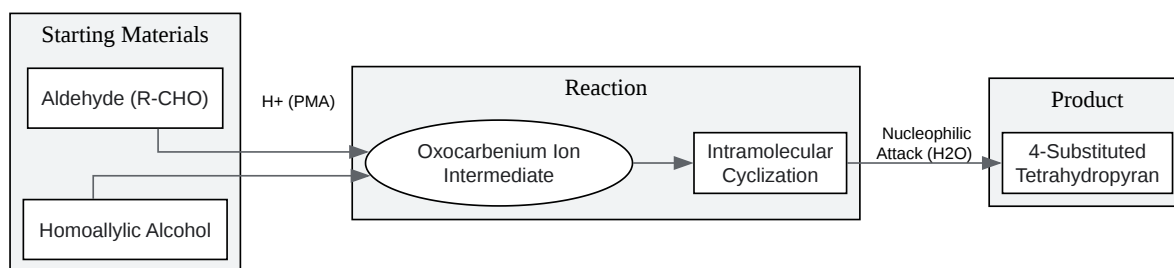 Starting Materials
Aldehyde (R-CHO)
Homoallylic Alcohol
H+ (PMA)
Reaction
Oxocarbenium Ion
Intermediate
Intramolecular
Cyclization
Nucleophilic
Attack (H2O)
Product
4-Substituted
Tetrahydropyran